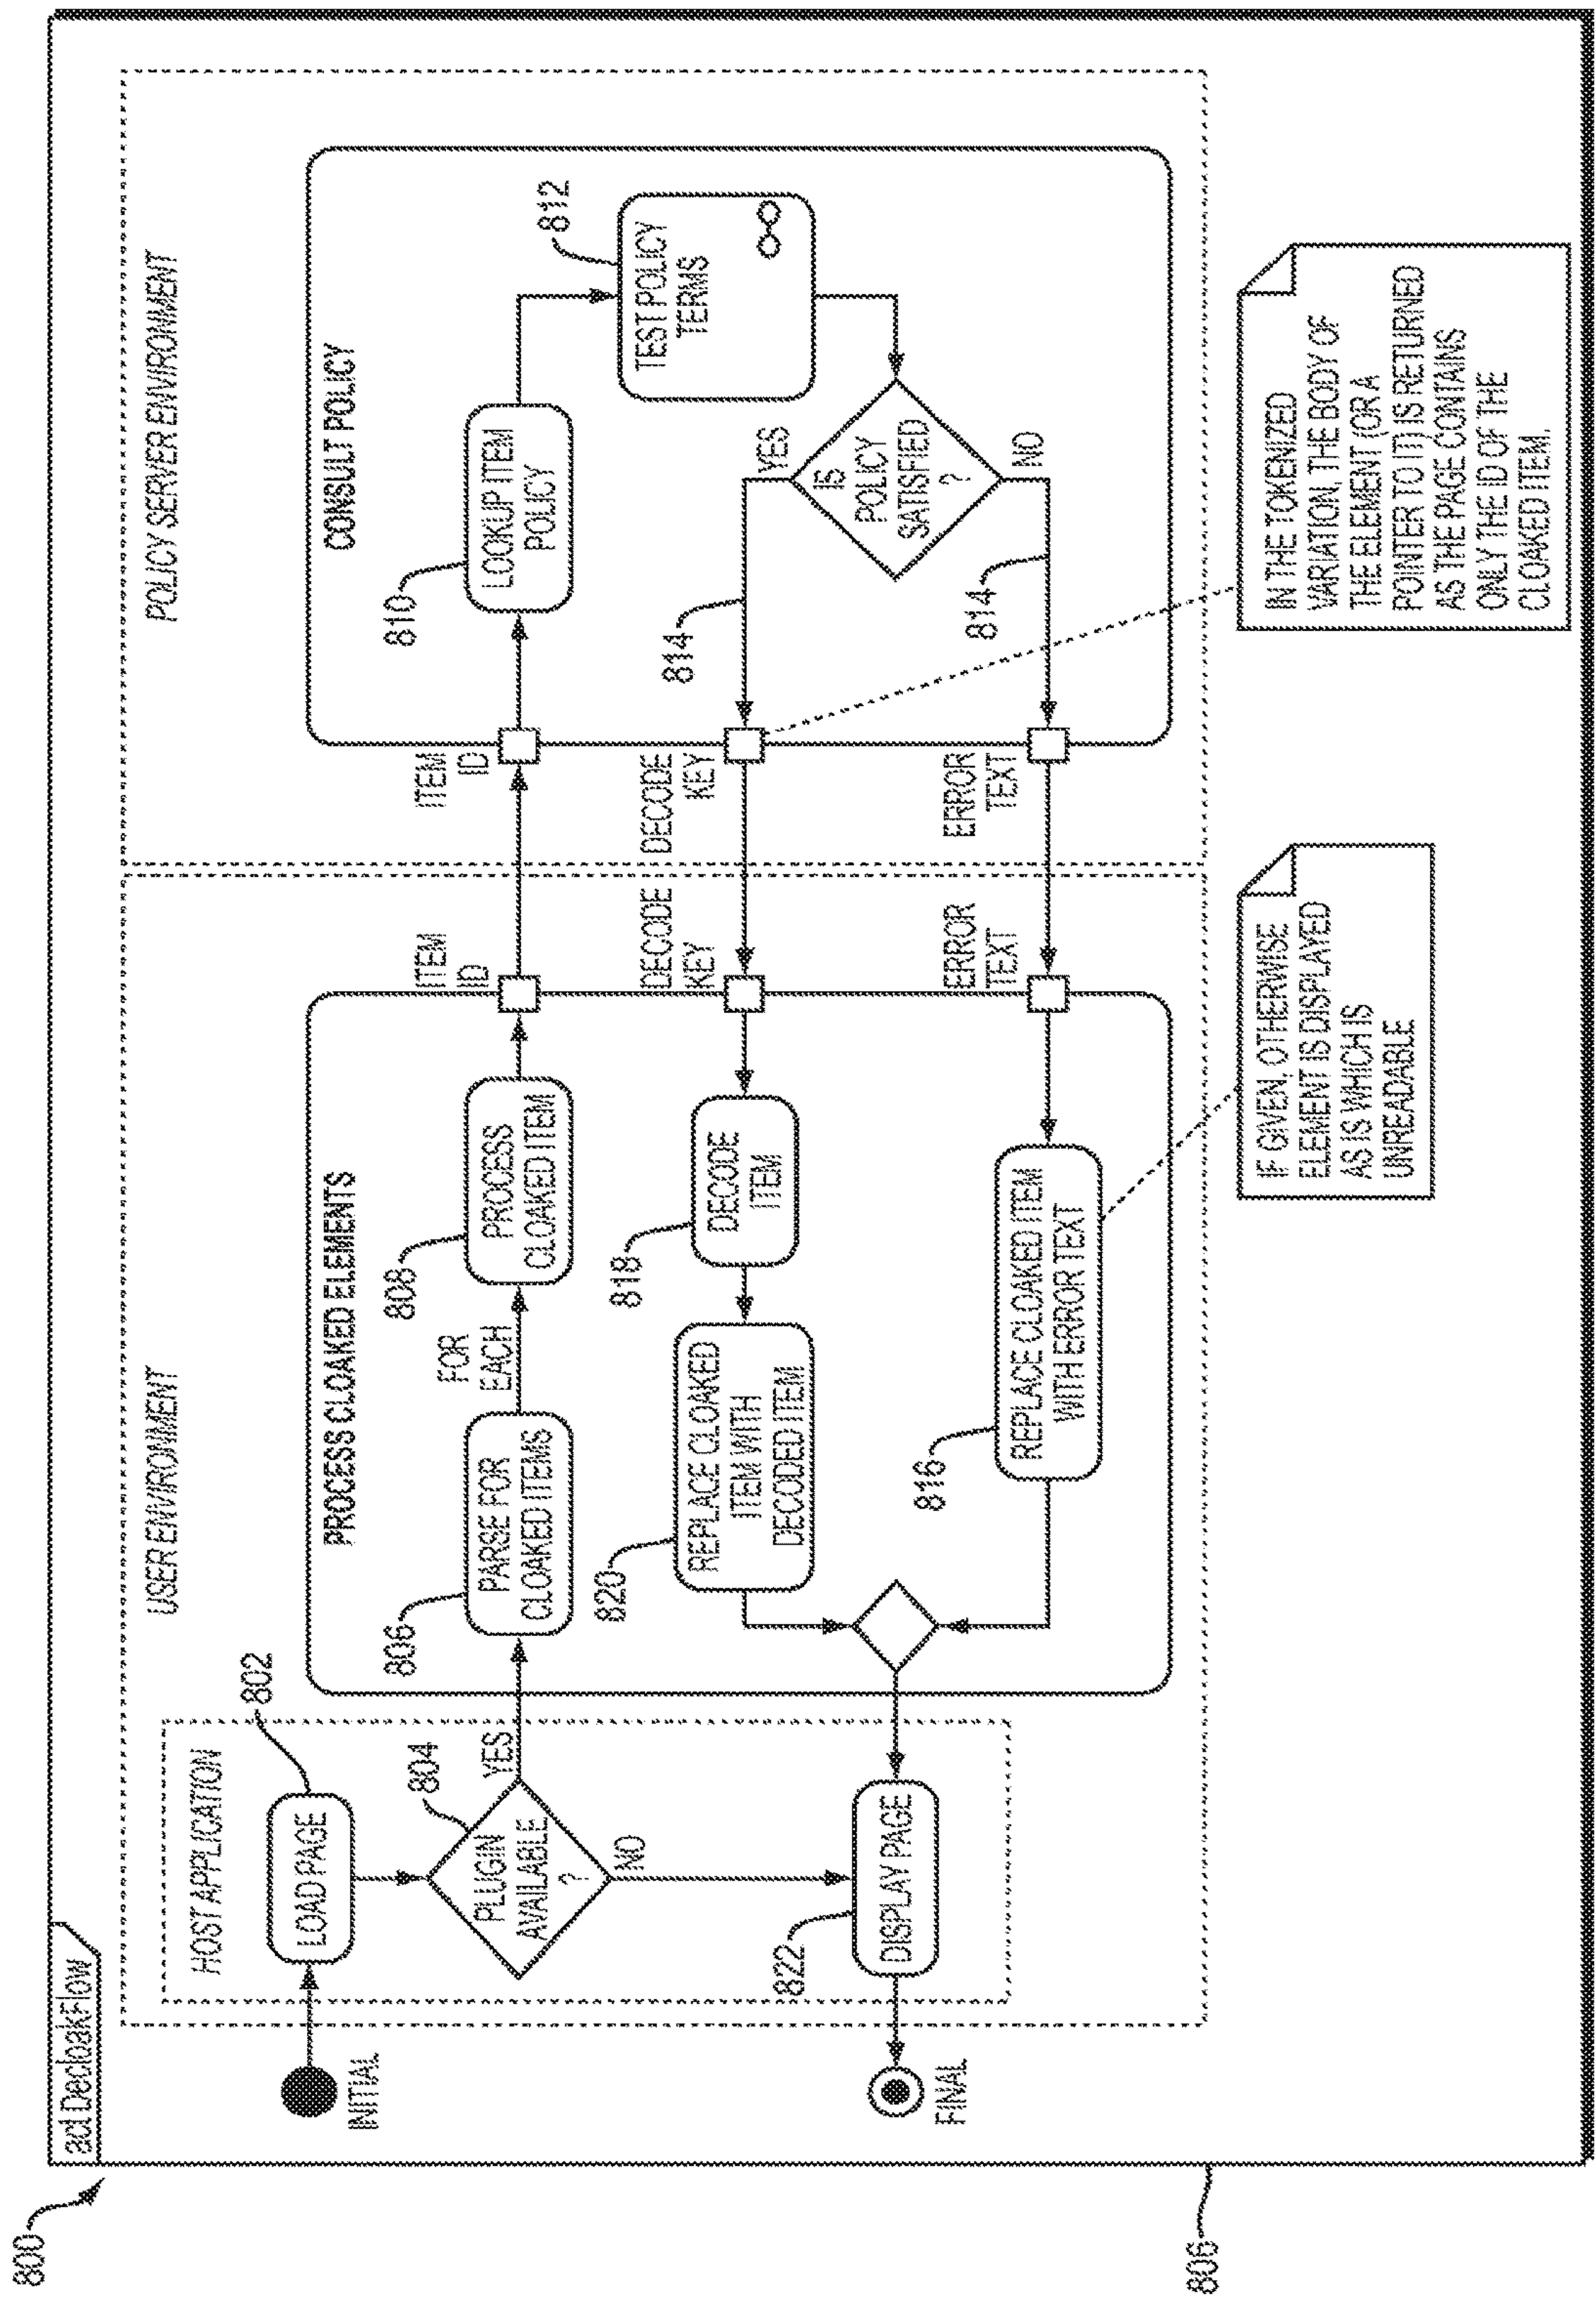 800
act DecloakFlow
USER ENVIRONMENT
POLICY SERVER ENVIRONMENT
HOST APPLICATION
INITIAL
LOAD PAGE
802
PLUGIN
AVAILABLE
?
804
YES
NO
DISPLAY PAGE
822
FINAL
PROCESS CLOAKED ELEMENTS
806
PARSE FOR
CLOAKED ITEMS
FOR
EACH
808
PROCESS
CLOAKED ITEM
ITEM
ID
ITEM
ID
820
REPLACE CLOAKED
ITEM WITH
DECODED ITEM
818
DECODE
ITEM
DECODE
KEY
DECODE
KEY
816
REPLACE CLOAKED ITEM
WITH ERROR TEXT
ERROR
TEXT
ERROR
TEXT
CONSULT POLICY
810
LOOKUP ITEM
POLICY
812
TEST POLICY
TERMS
IS
POLICY
SATISFIED
?
YES
NO
814
814
IF GIVEN, OTHERWISE
ELEMENT IS DISPLAYED
AS IS WHICH IS
UNREADABLE
IN THE TOKENIZED
VARIATION, THE BODY OF
THE ELEMENT (OR A
POINTER TO IT) IS RETURNED
AS THE PAGE CONTAINS
ONLY THE ID OF THE
CLOAKED ITEM.
806